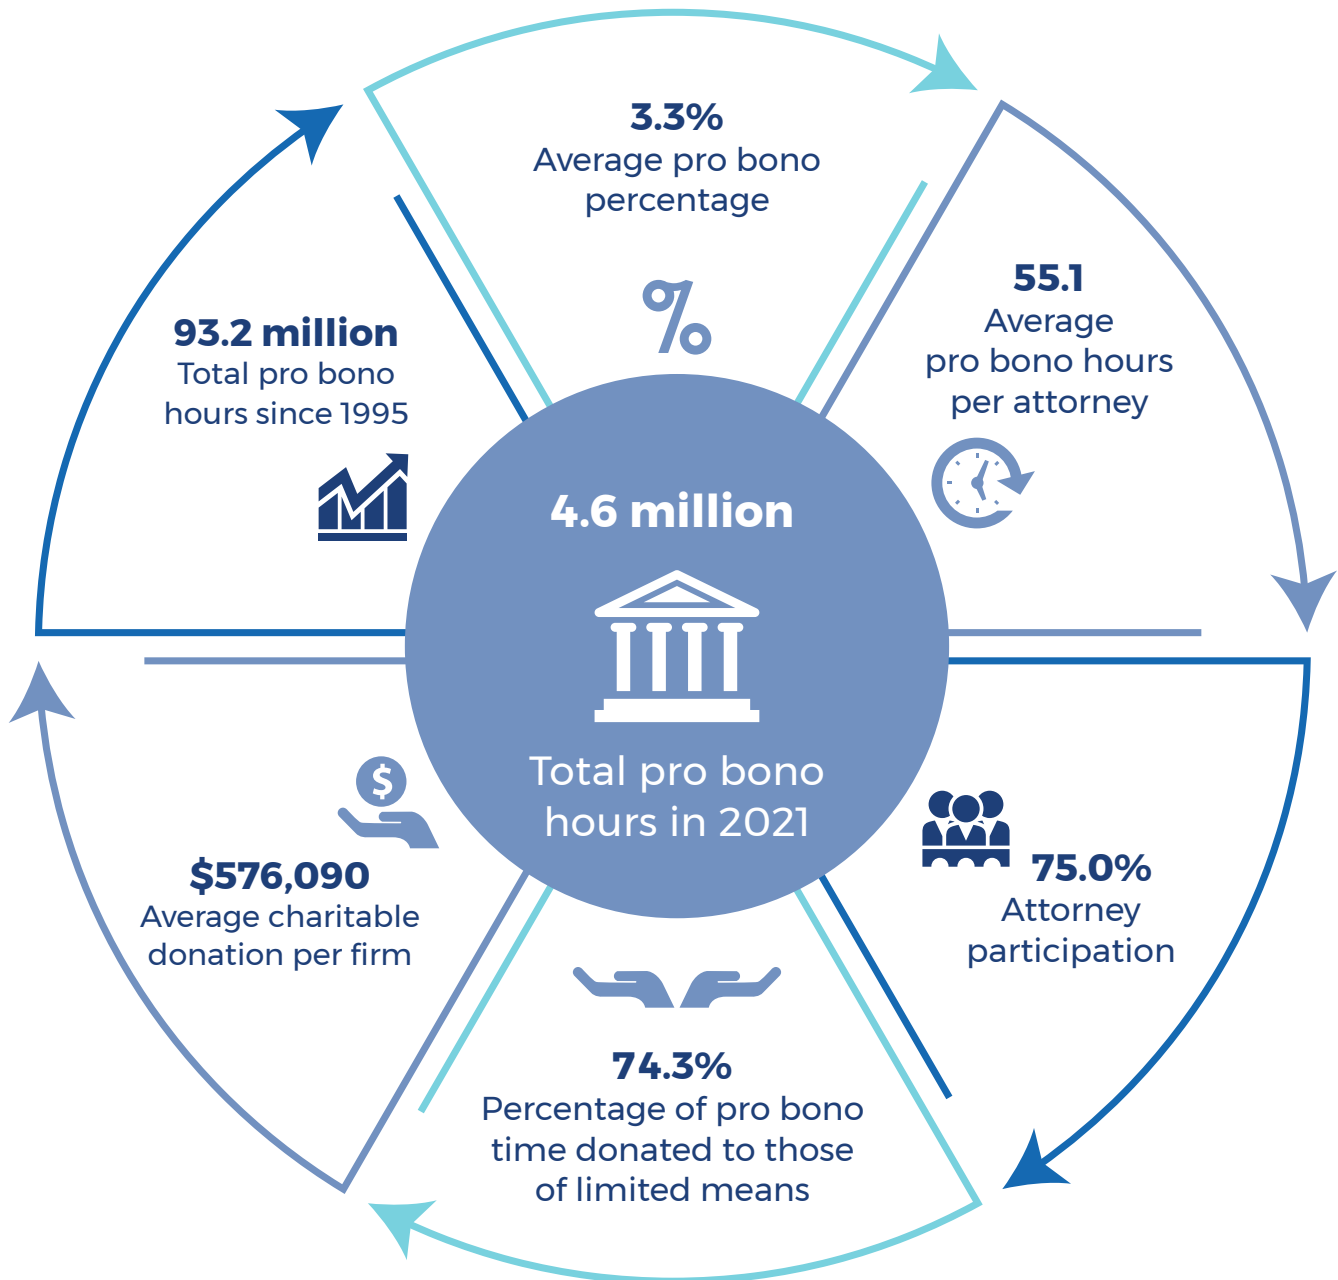 3.3%
Average pro bono
percentage
55.1
Average
pro bono hours
per attorney
75.0%
Attorney
participation
74.3%
Percentage of pro bono
time donated to those
of limited means
$576,090
Average charitable
donation per firm
93.2 million
Total pro bono
hours since 1995
4.6 million
Total pro bono
hours in 2021